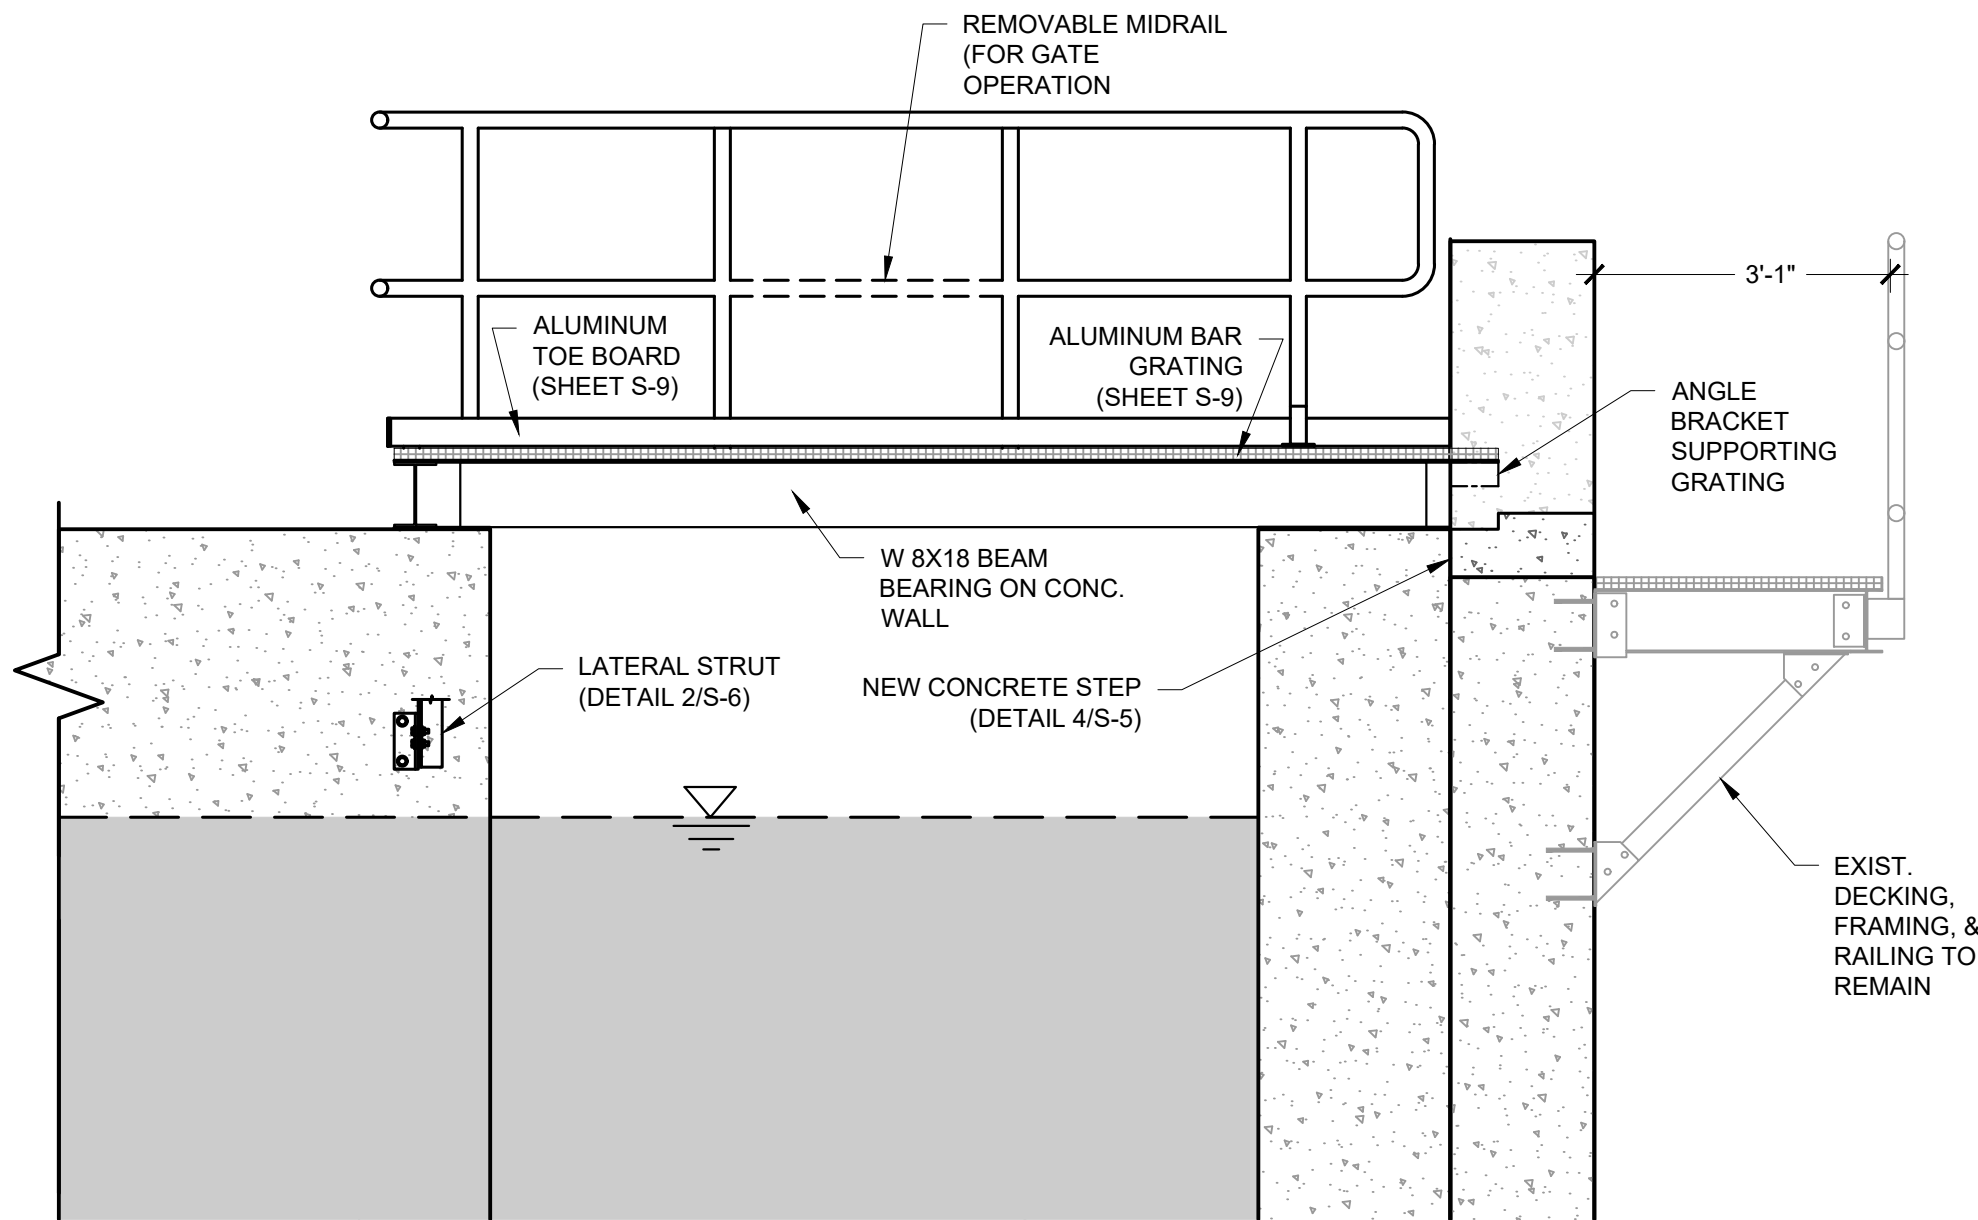 REMOVABLE MIDRAIL
(FOR GATE
OPERATION
3'-1"
ALUMINUM
TOE BOARD
(SHEET S-9)
ALUMINUM BAR
GRATING
(SHEET S-9)
ANGLE
BRACKET
SUPPORTING
GRATING
W 8X18 BEAM
BEARING ON CONC.
WALL
LATERAL STRUT
(DETAIL 2/S-6)
NEW CONCRETE STEP
(DETAIL 4/S-5)
EXIST.
DECKING,
FRAMING, &
RAILING TO
REMAIN